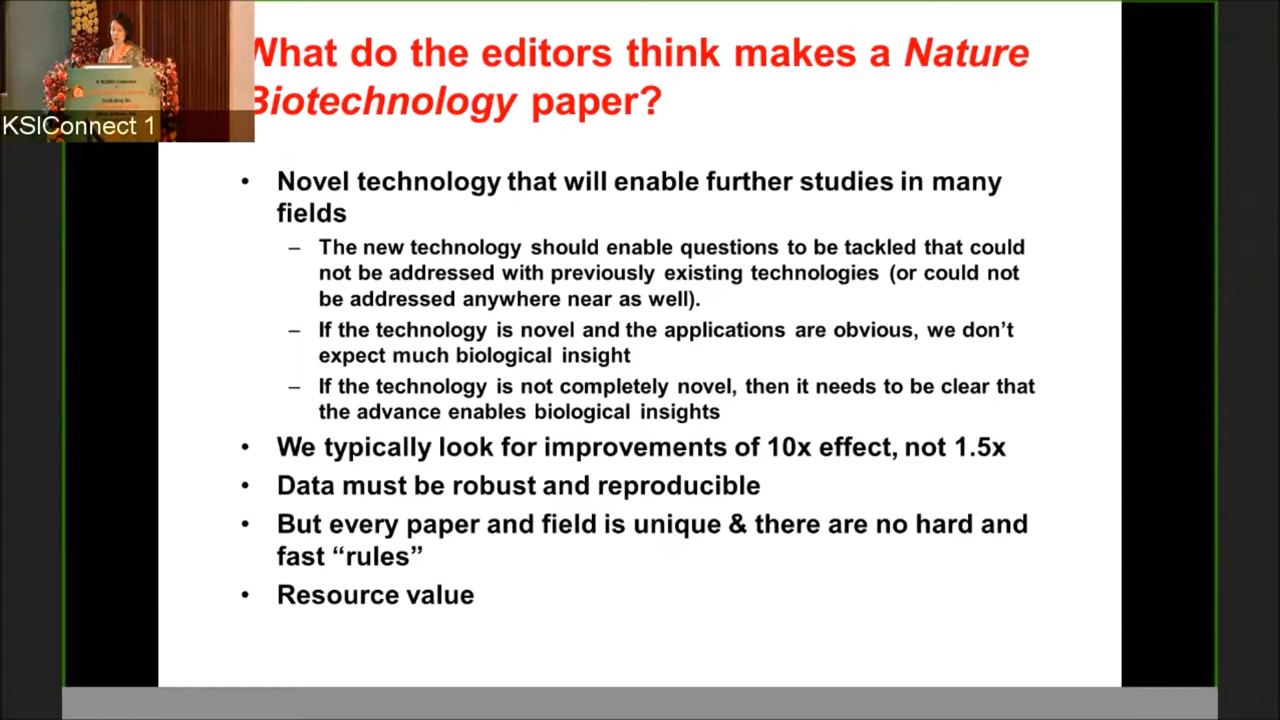 What do the editors think makes a Nature
Biotechnology paper?
KSIConnect 1
• Novel technology that will enable further studies in many
fields
– The new technology should enable questions to be tackled that could
not be addressed with previously existing technologies (or could not
be addressed anywhere near as well).
– If the technology is novel and the applications are obvious, we don’t
expect much biological insight
– If the technology is not completely novel, then it needs to be clear that
the advance enables biological insights
• We typically look for improvements of 10x effect, not 1.5x
• Data must be robust and reproducible
• But every paper and field is unique & there are no hard and
fast “rules”
• Resource value